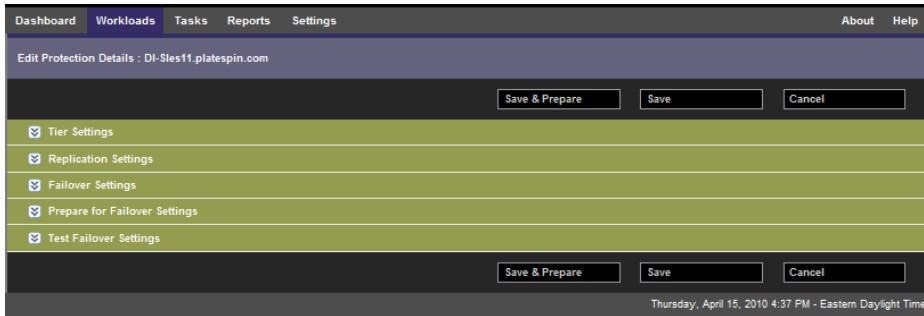 Dashboard Workloads Tasks Reports Settings About Help
Edit Protection Details : DI-Sles11.platespin.com
Save & Prepare Save Cancel
Tier Settings
Replication Settings
Failover Settings
Prepare for Failover Settings
Test Failover Settings
Save & Prepare Save Cancel
Thursday, April 15, 2010 4:37 PM - Eastern Daylight Time